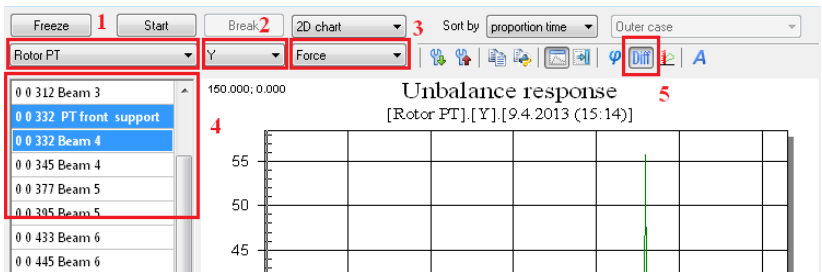 Freeze 1 Start Break 2 2D chart 3 Sort by proportion time Outer case
Rotor PT Y Force φ Diff A
5
4
0 0 312 Beam 3
0 0 332 PT front support
0 0 332 Beam 4
0 0 345 Beam 4
0 0 377 Beam 5
0 0 395 Beam 5
0 0 433 Beam 6
0 0 445 Beam 6
150.000; 0.000
Unbalance response
[Rotor PT].[Y].[9.4.2013 (15:14)]
55
50
45